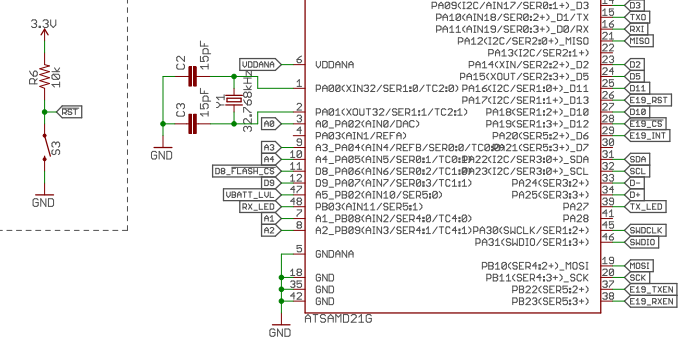 3.3V
R6
10k
RST
S3
GND
C2
15pF
C3
15pF
Y1
32.768kHz
GND
VDDANA 6 VDDANA
1 PA00(XIN32/SER1:0/TC2:0)
2 PA01(XOUT32/SER1:1/TC2:1)
A0 3 A0_PA02(AIN0/DAC)
4 PA03(AIN1/REFA)
A3 9 A3_PA04(AIN4/REFB/SER0:0/TC0:0)
A4 10 A4_PA05(AIN5/SER0:1/TC0:1)
D8_FLASH_CS 11 D8_PA06(AIN6/SER0:2/TC1:0)
D9 12 D9_PA07(AIN7/SER0:3/TC1:1)
VBATT_LVL 47 A5_PB02(AIN10/SER5:0)
RX_LED 48 PB03(AIN11/SER5:1)
A1 7 A1_PB08(AIN2/SER4:0/TC4:0)
A2 8 A2_PB09(AIN3/SER4:1/TC4:1)
5 GNDANA
18 GND
35 GND
42 GND
GND
ATSAMD21G
PA09(I2C/AIN17/SER0:1+)_D3 14 D3
PA10(AIN18/SER0:2+)_D1/TX 15 TXO
PA11(AIN19/SER0:3+)_D0/RX 16 RXI
PA12(I2C/SER2:0+)_MISO 21 MISO
PA13(I2C/SER2:1+) 22
PA14(XIN/SER2:2+)_D2 23 D2
PA15(XOUT/SER2:3+)_D5 24 D5
PA16(I2C/SER1:0+)_D11 25 D11
PA17(I2C/SER1:1+)_D13 26 E19_RST
PA18(SER1:2+)_D10 27 D10
PA19(SER1:3+)_D12 28 E19_CS
PA20(SER5:2+)_D6 29 E19_INT
PA21(SER5:3+)_D7 30
PA22(I2C/SER3:0+)_SDA 31 SDA
PA23(I2C/SER3:0+)_SCL 32 SCL
PA24(SER3:2+) 33 D-
PA25(SER3:3+) 34 D+
PA27 39 TX_LED
PA28 41
PA30(SWCLK/SER1:2+) 45 SWDCLK
PA31(SWDIO/SER1:3+) 46 SWDIO
PB10(SER4:2+)_MOSI 19 MOSI
PB11(SER4:3+)_SCK 20 SCK
PB22(SER5:2+) 37 E19_TXEN
PB23(SER5:3+) 38 E19_RXEN